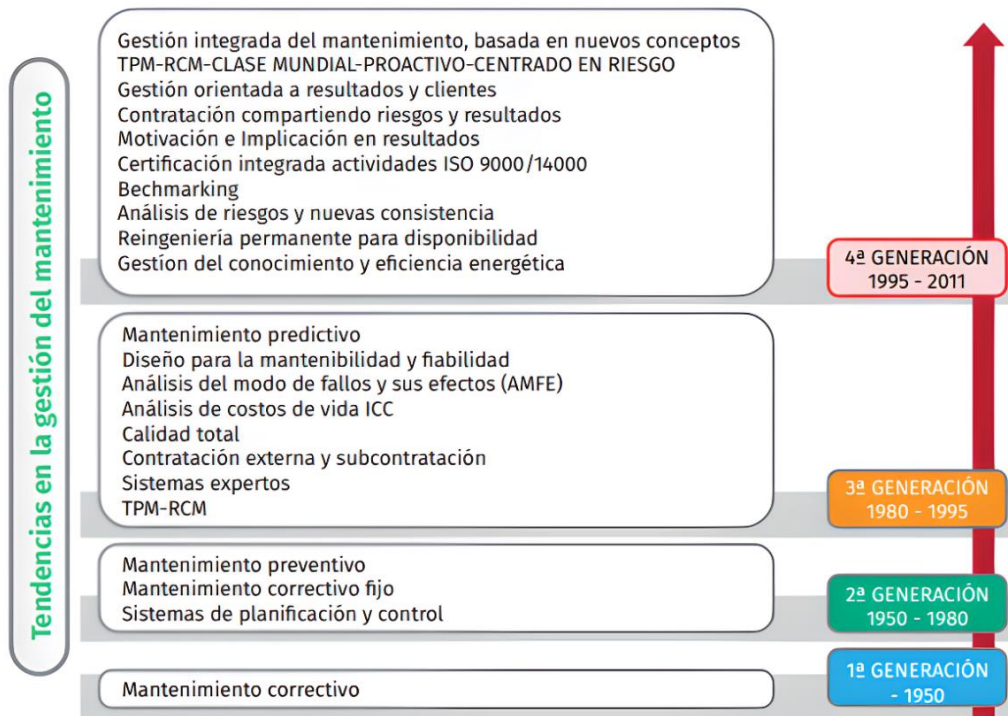 Tendencias en la gestión del mantenimiento
Gestión integrada del mantenimiento, basada en nuevos conceptos
TPM-RCM-CLASE MUNDIAL-PROACTIVO-CENTRADO EN RIESGO
Gestión orientada a resultados y clientes
Contratación compartiendo riesgos y resultados
Motivación e Implicación en resultados
Certificación integrada actividades ISO 9000/14000
Bechmarking
Análisis de riesgos y nuevas consistencia
Reingeniería permanente para disponibilidad
Gestíon del conocimiento y eficiencia energética
4ª GENERACIÓN
1995 - 2011
Mantenimiento predictivo
Diseño para la mantenibilidad y fiabilidad
Análisis del modo de fallos y sus efectos (AMFE)
Análisis de costos de vida ICC
Calidad total
Contratación externa y subcontratación
Sistemas expertos
TPM-RCM
3ª GENERACIÓN
1980 - 1995
Mantenimiento preventivo
Mantenimiento correctivo fijo
Sistemas de planificación y control
2ª GENERACIÓN
1950 - 1980
Mantenimiento correctivo
1ª GENERACIÓN
- 1950